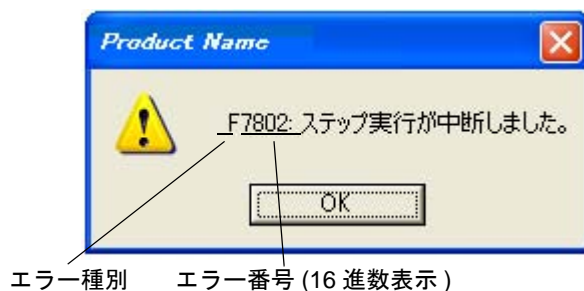 Product Name
F7802: ステップ実行が中断しました。
OK
エラー種別 エラー番号 (16 進数表示 )